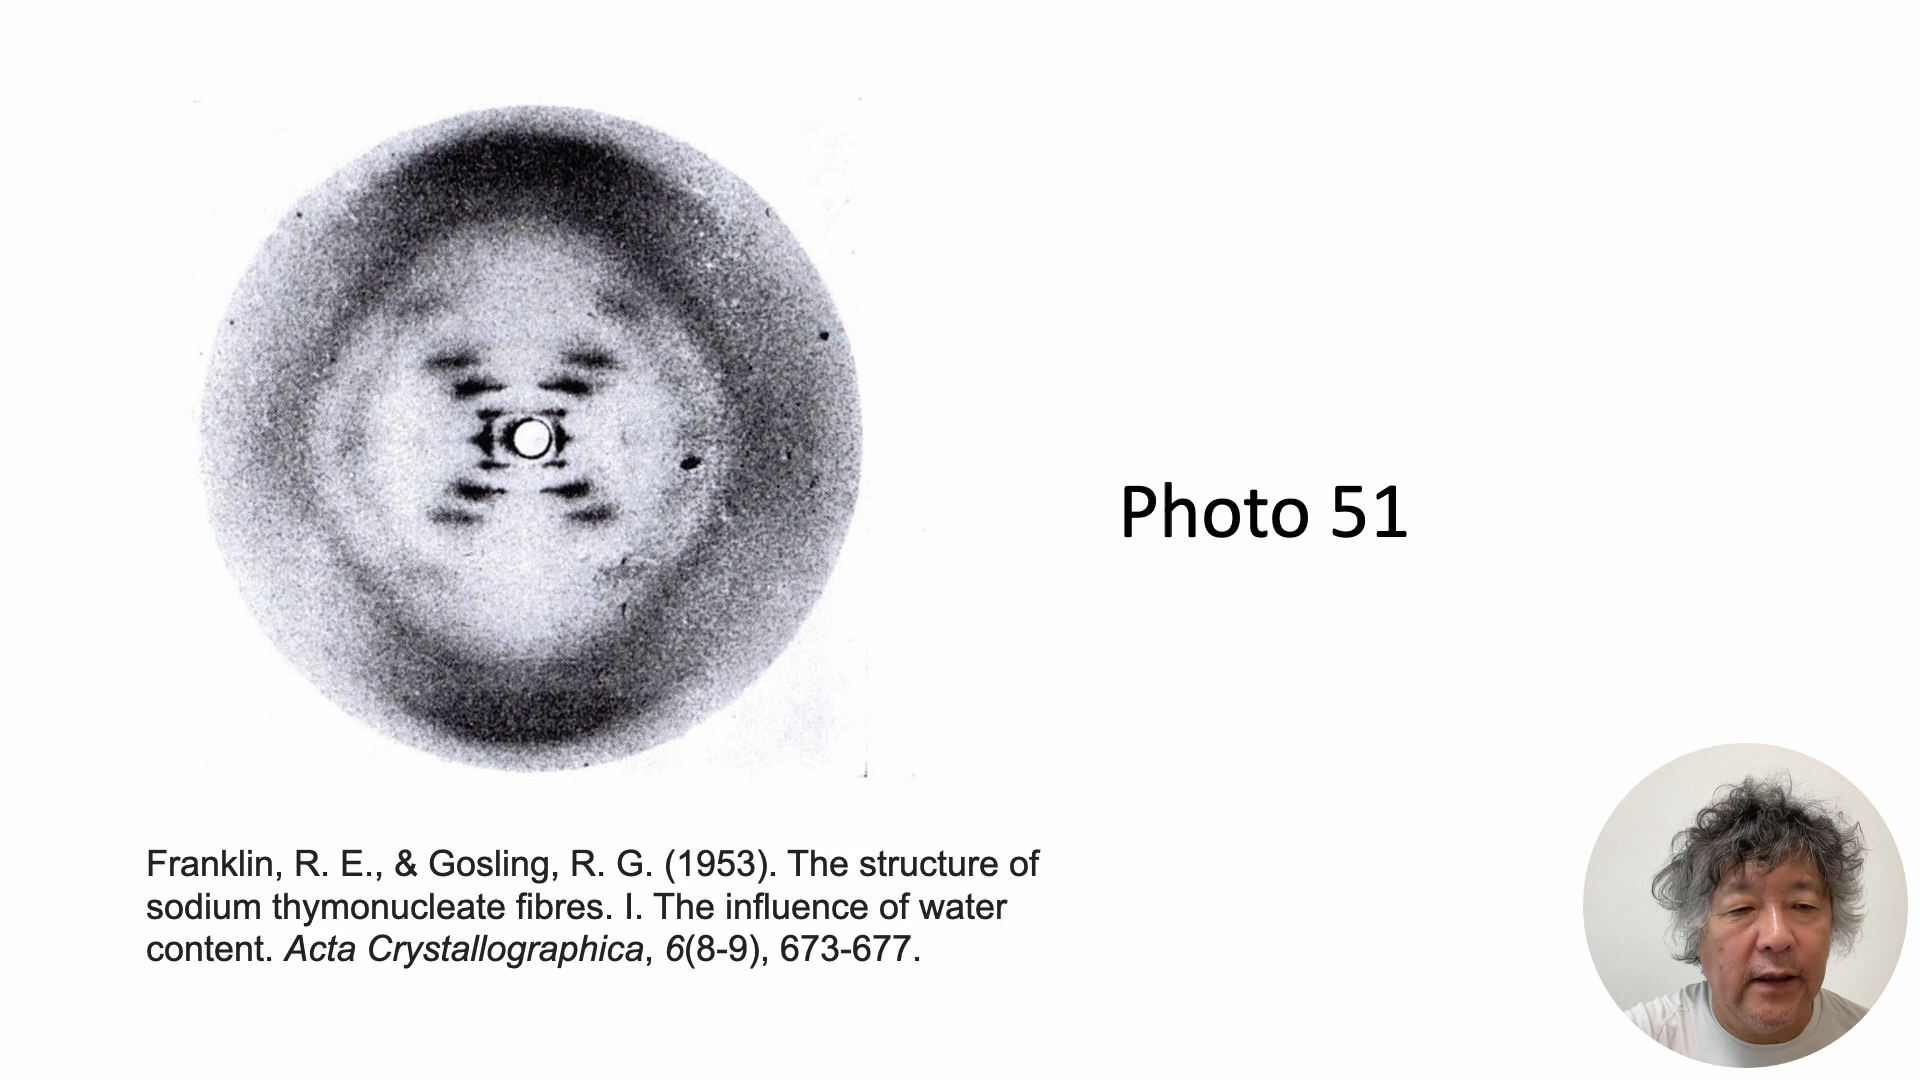 Photo 51
Franklin, R. E., & Gosling, R. G. (1953). The structure of
sodium thymonucleate fibres. I. The influence of water
content. Acta Crystallographica, 6(8-9), 673-677.